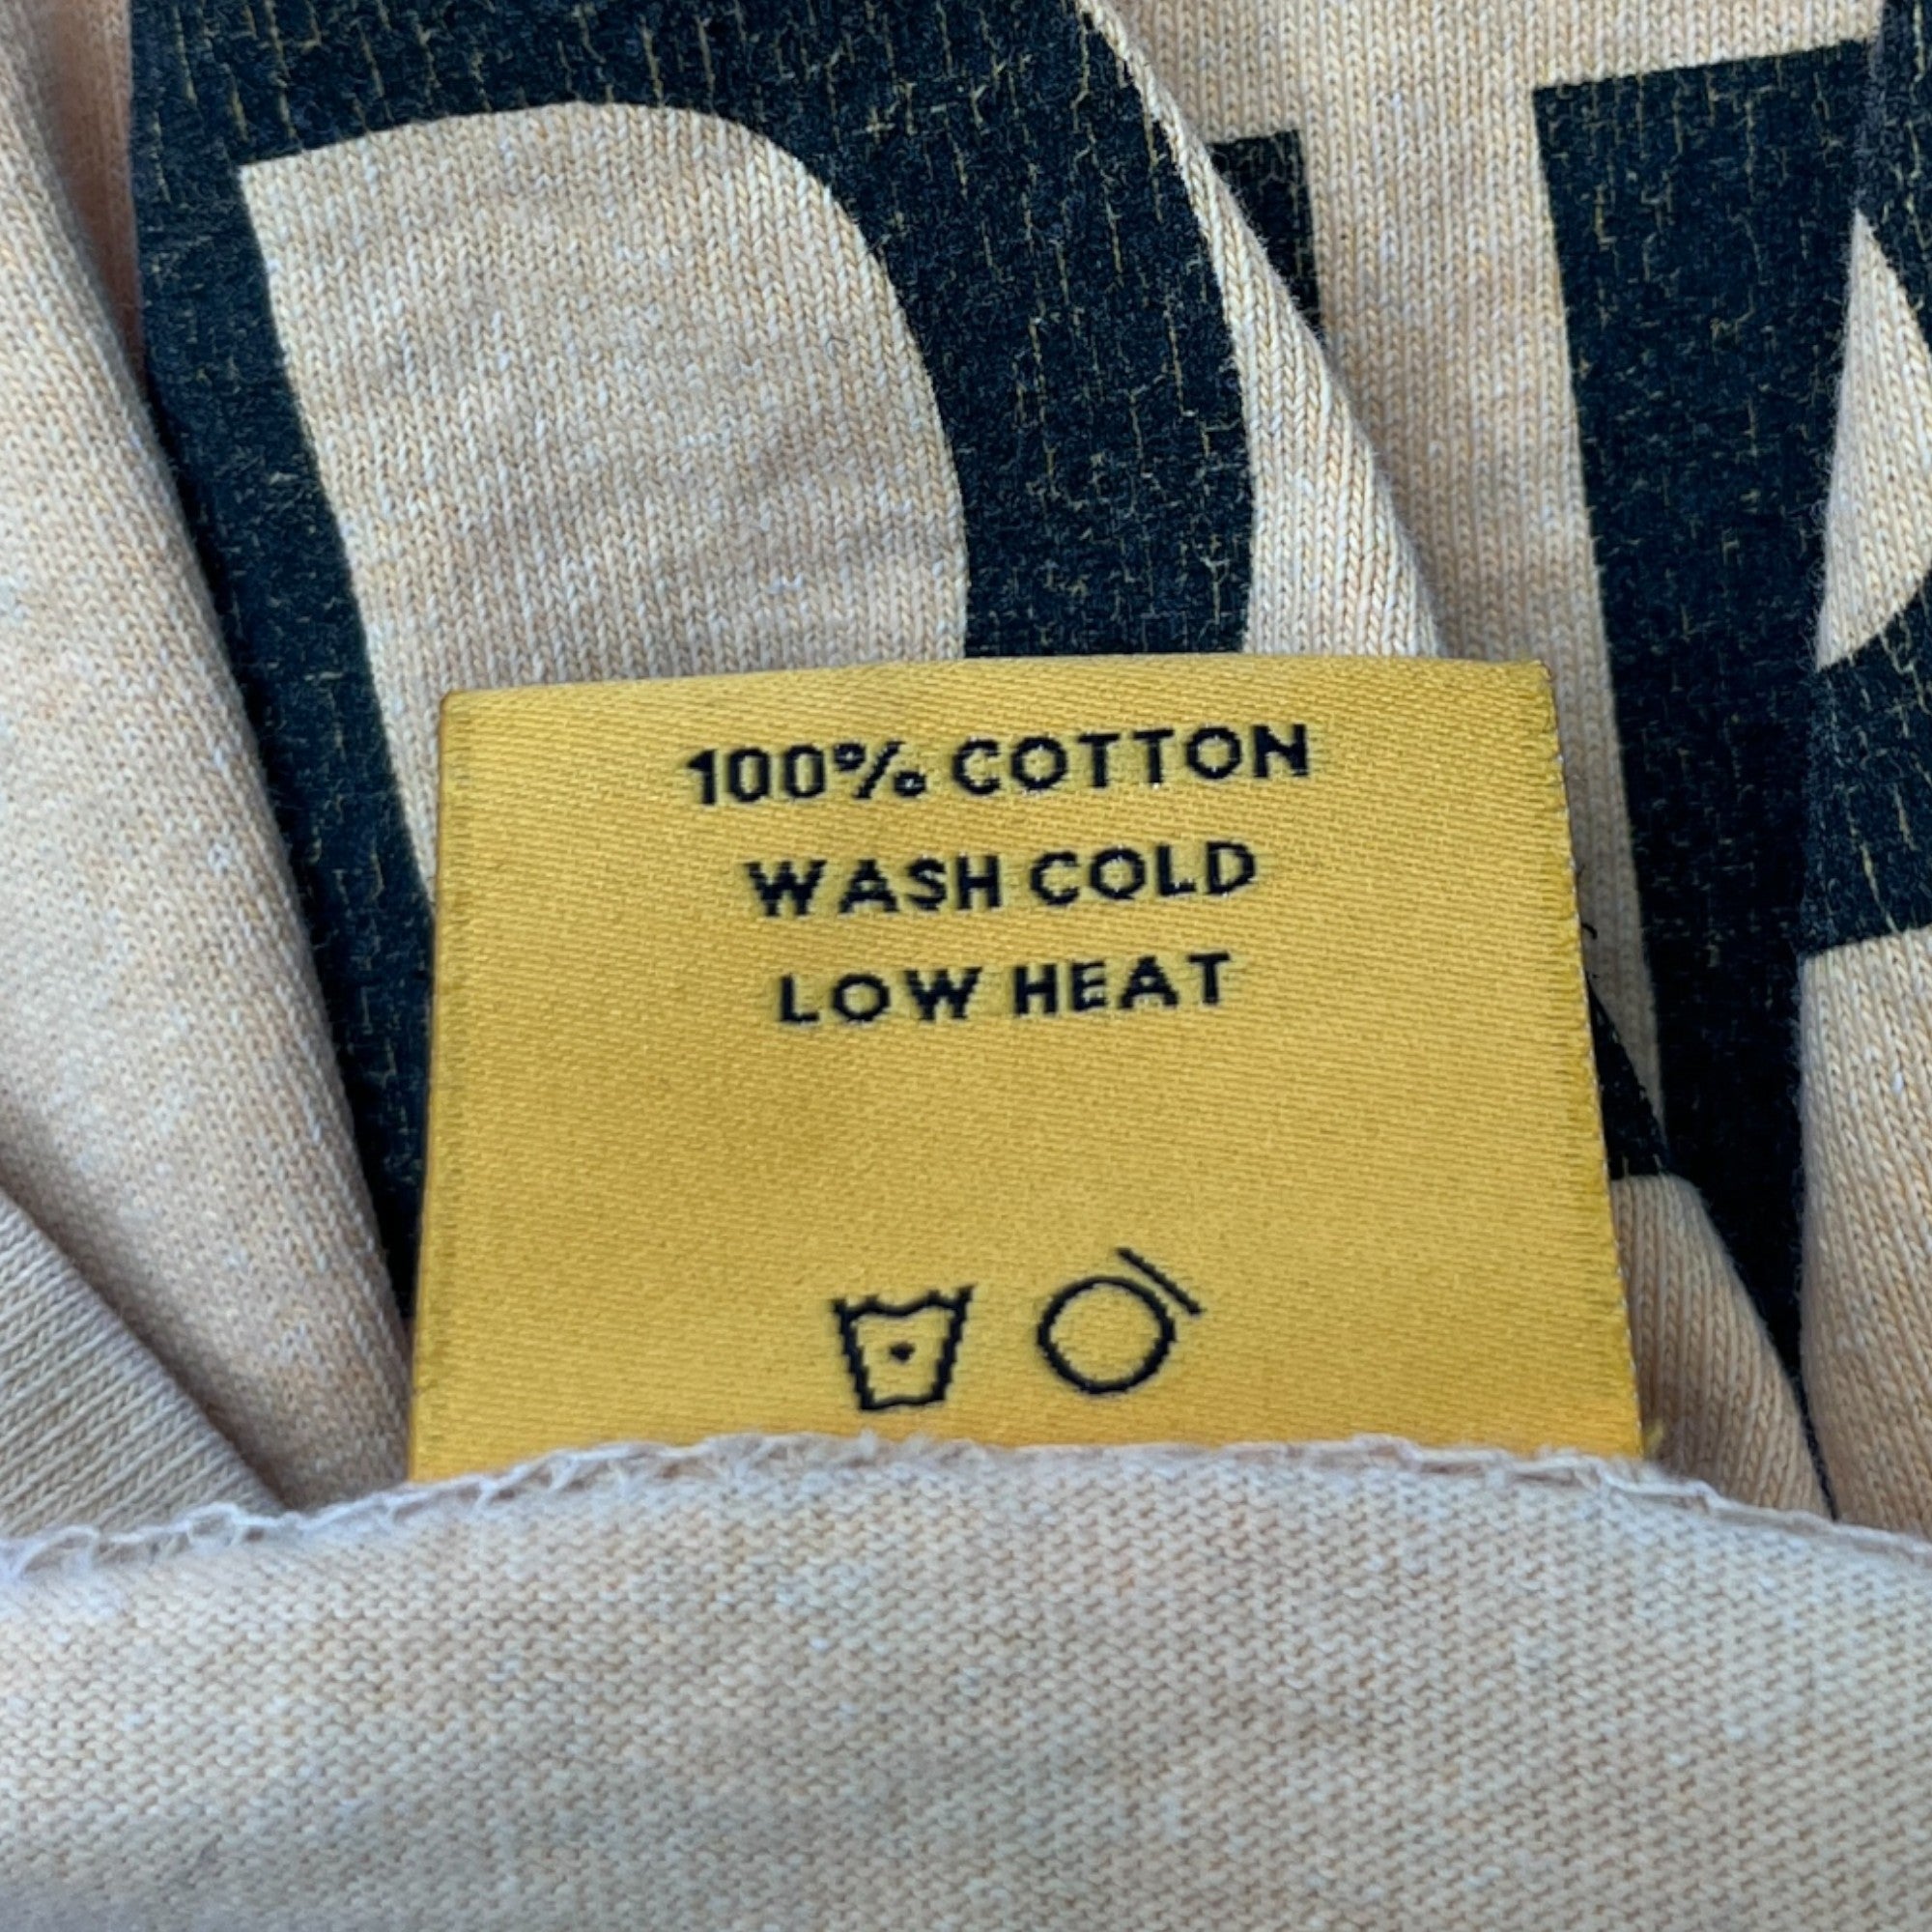 100% COTTON
WASH COLD
LOW HEAT